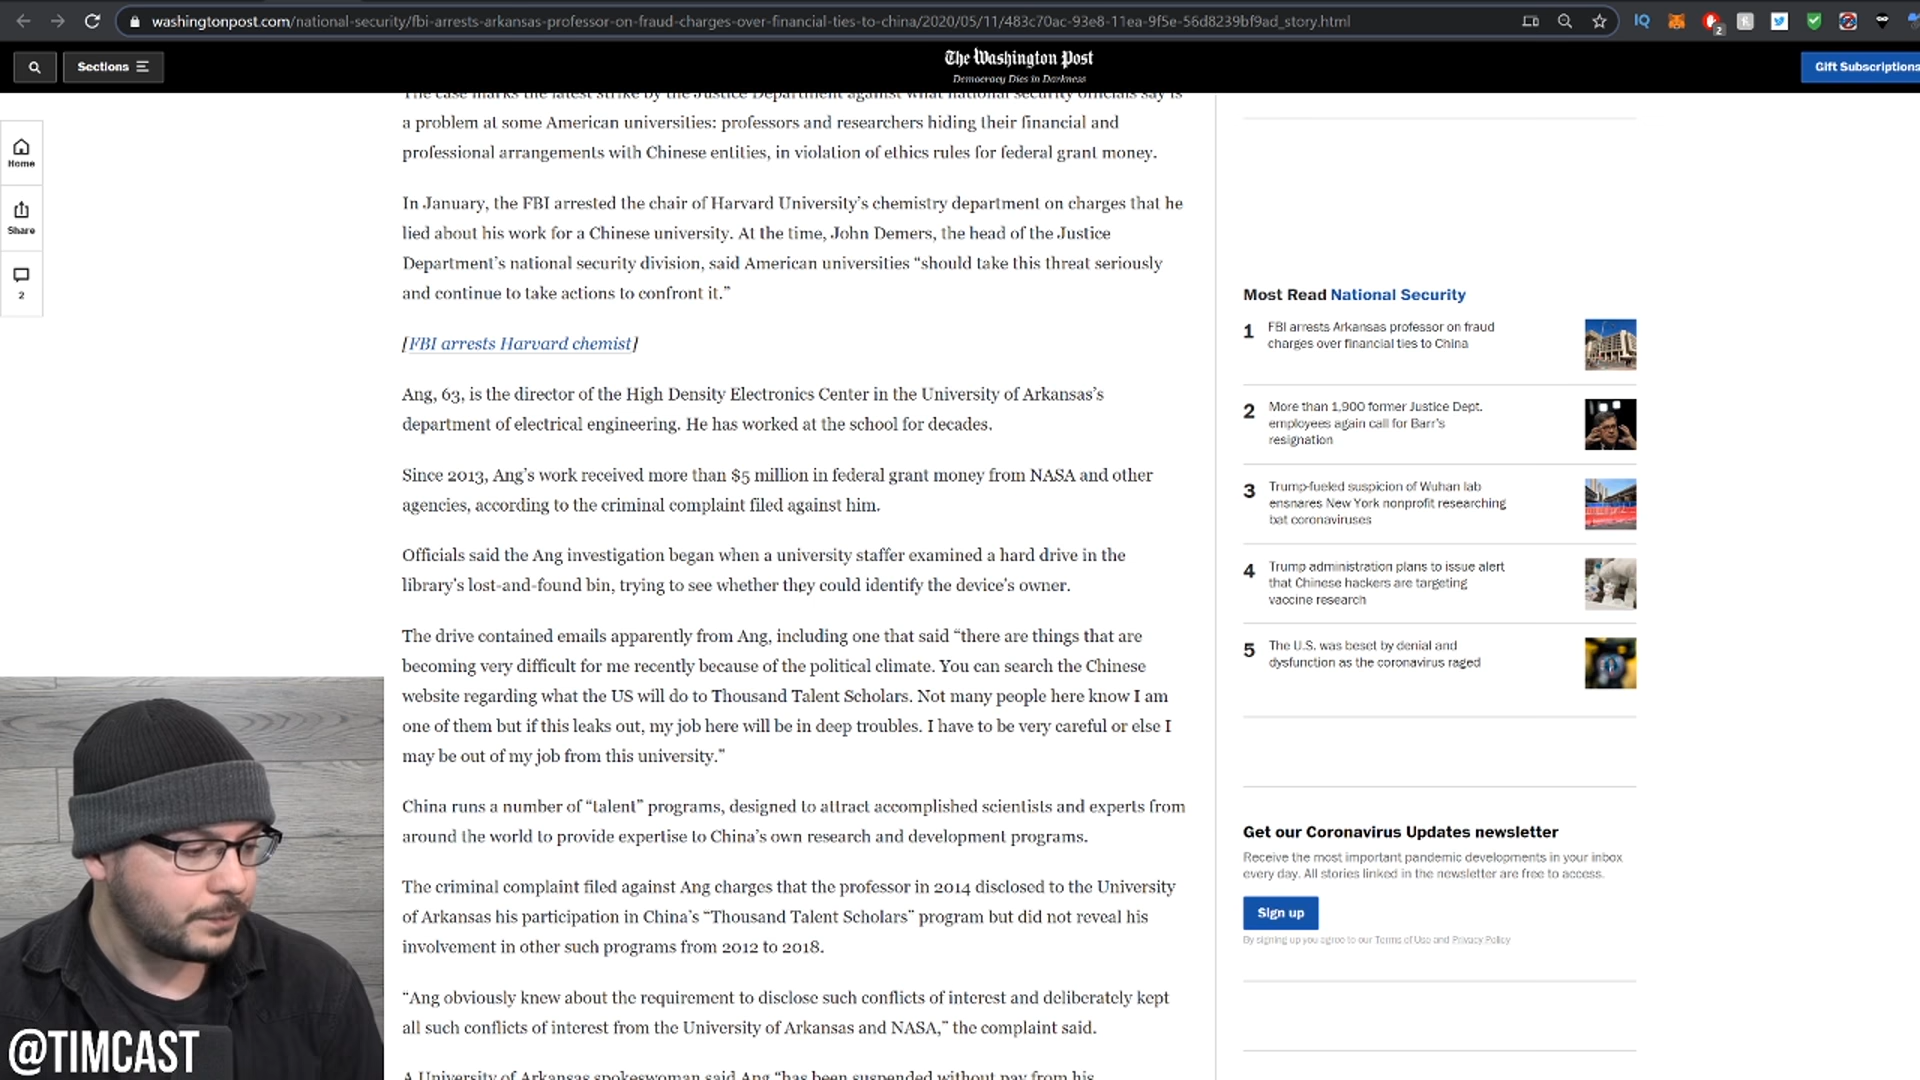 washingtonpost.com/national-security/fbi-arrests-arkansas-professor-on-fraud-charges-over-financial-ties-to-china/2020/05/11/483c70ac-93e8-11ea-9f5e-56d8239bf9ad_story.html
IQ
2
Sections
The Washington Post
Democracy Dies in Darkness
Gift Subscriptions
Home
Share
2
The case marks the latest strike by the Justice Department against what national security officials say is
a problem at some American universities: professors and researchers hiding their financial and
professional arrangements with Chinese entities, in violation of ethics rules for federal grant money.
In January, the FBI arrested the chair of Harvard University's chemistry department on charges that he
lied about his work for a Chinese university. At the time, John Demers, the head of the Justice
Department's national security division, said American universities “should take this threat seriously
and continue to take actions to confront it.”
[FBI arrests Harvard chemist]
Ang, 63, is the director of the High Density Electronics Center in the University of Arkansas's
department of electrical engineering. He has worked at the school for decades.
Since 2013, Ang's work received more than $5 million in federal grant money from NASA and other
agencies, according to the criminal complaint filed against him.
Officials said the Ang investigation began when a university staffer examined a hard drive in the
library's lost-and-found bin, trying to see whether they could identify the device's owner.
The drive contained emails apparently from Ang, including one that said “there are things that are
becoming very difficult for me recently because of the political climate. You can search the Chinese
website regarding what the US will do to Thousand Talent Scholars. Not many people here know I am
one of them but if this leaks out, my job here will be in deep troubles. I have to be very careful or else I
may be out of my job from this university.”
China runs a number of “talent” programs, designed to attract accomplished scientists and experts from
around the world to provide expertise to China's own research and development programs.
The criminal complaint filed against Ang charges that the professor in 2014 disclosed to the University
of Arkansas his participation in China's “Thousand Talent Scholars” program but did not reveal his
involvement in other such programs from 2012 to 2018.
“Ang obviously knew about the requirement to disclose such conflicts of interest and deliberately kept
all such conflicts of interest from the University of Arkansas and NASA,” the complaint said.
A University of Arkansas spokeswoman said Ang “has been suspended without pay from his
Most Read National Security
1
FBI arrests Arkansas professor on fraud
charges over financial ties to China
2
More than 1,900 former Justice Dept.
employees again call for Barr's
resignation
3
Trump-fueled suspicion of Wuhan lab
ensnares New York nonprofit researching
bat coronaviruses
4
Trump administration plans to issue alert
that Chinese hackers are targeting
vaccine research
5
The U.S. was beset by denial and
dysfunction as the coronavirus raged
Get our Coronavirus Updates newsletter
Receive the most important pandemic developments in your inbox
every day. All stories linked in the newsletter are free to access.
Sign up
By signing up you agree to our Terms of Use and Privacy Policy
@TIMCAST